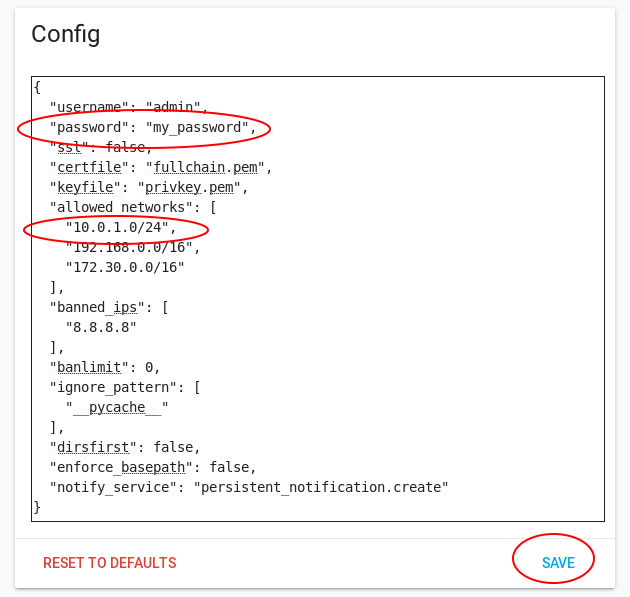 Config
{
"username": "admin",
"password": "my_password",
"ssl": false,
"certfile": "fullchain.pem",
"keyfile": "privkey.pem",
"allowed_networks": [
"10.0.1.0/24",
"192.168.0.0/16",
"172.30.0.0/16"
],
"banned_ips": [
"8.8.8.8"
],
"banlimit": 0,
"ignore_pattern": [
"__pycache__"
],
"dirsfirst": false,
"enforce_basepath": false,
"notify_service": "persistent_notification.create"
}
RESET TO DEFAULTS
SAVE